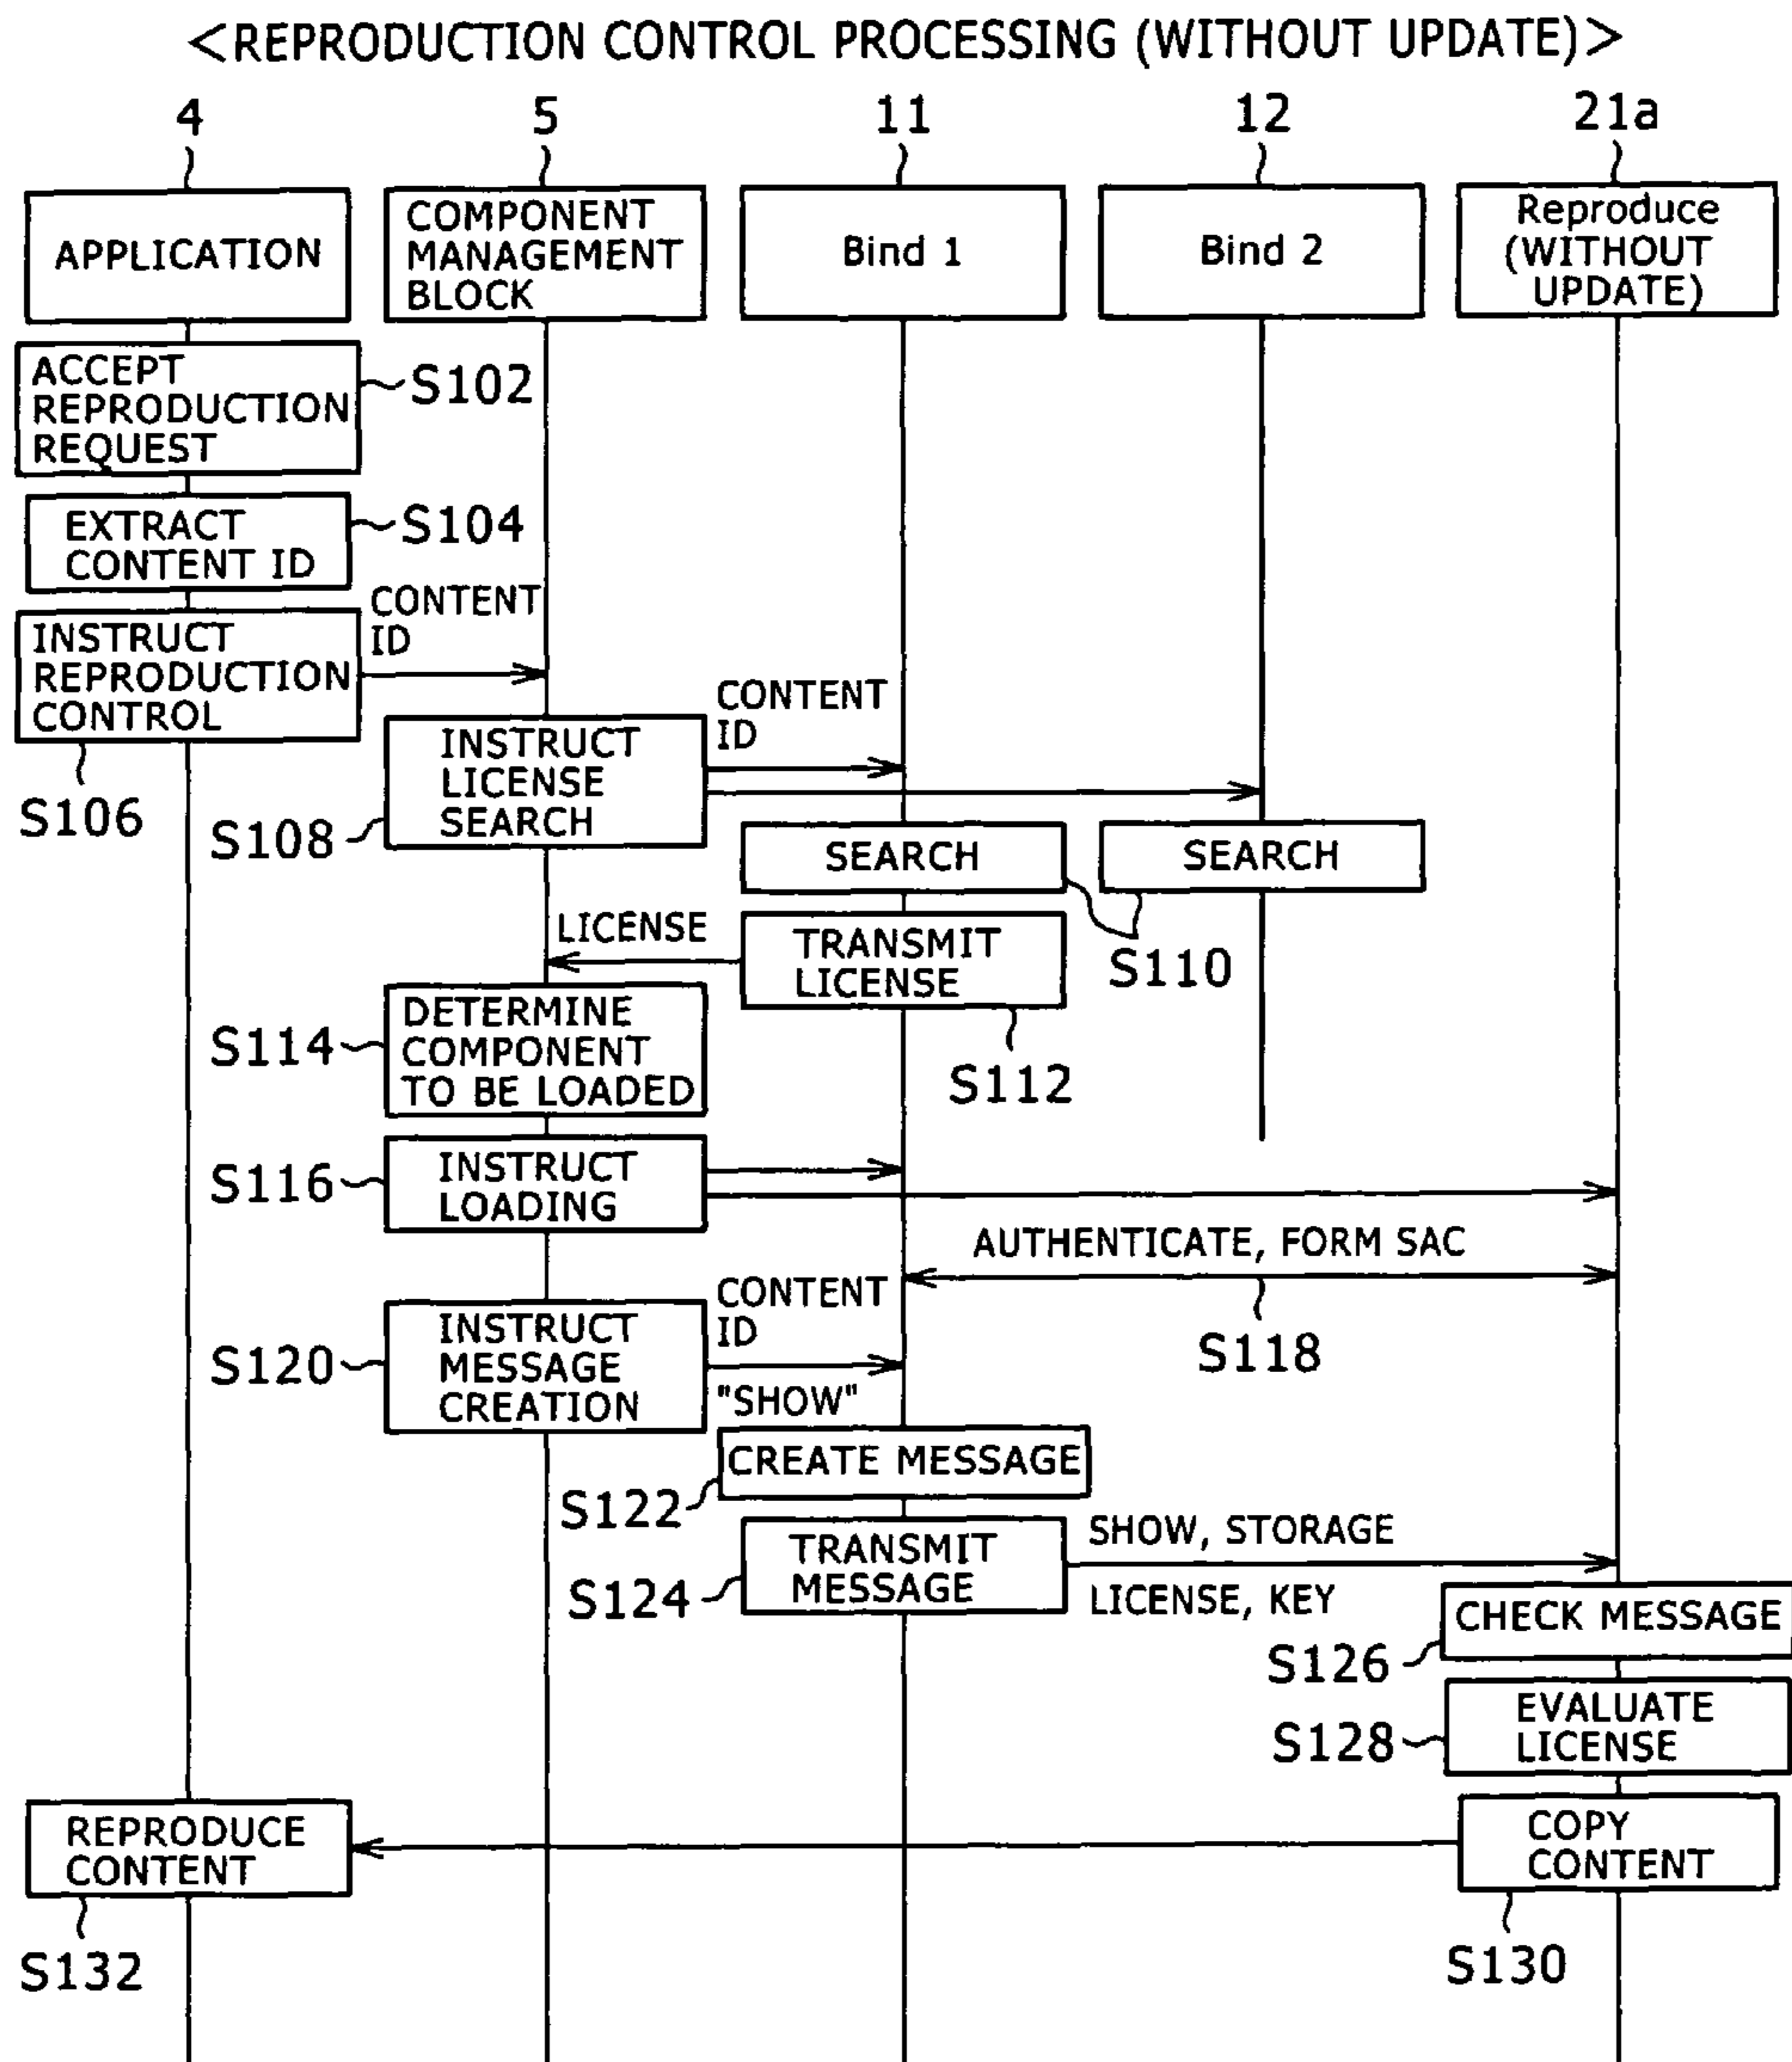 <REPRODUCTION CONTROL PROCESSING (WITHOUT UPDATE)>
4
5
11
12
21a
APPLICATION
COMPONENT
MANAGEMENT
BLOCK
Bind 1
Bind 2
Reproduce
(WITHOUT
UPDATE)
ACCEPT
REPRODUCTION
REQUEST
S102
EXTRACT
CONTENT ID
S104
INSTRUCT
REPRODUCTION
CONTROL
S106
CONTENT
ID
INSTRUCT
LICENSE
SEARCH
S108
CONTENT
ID
SEARCH
SEARCH
S110
LICENSE
TRANSMIT
LICENSE
S112
DETERMINE
COMPONENT
TO BE LOADED
S114
INSTRUCT
LOADING
S116
AUTHENTICATE, FORM SAC
S118
INSTRUCT
MESSAGE
CREATION
S120
CONTENT
ID
"SHOW"
CREATE MESSAGE
S122
TRANSMIT
MESSAGE
S124
SHOW, STORAGE
LICENSE, KEY
CHECK MESSAGE
S126
EVALUATE
LICENSE
S128
COPY
CONTENT
S130
REPRODUCE
CONTENT
S132